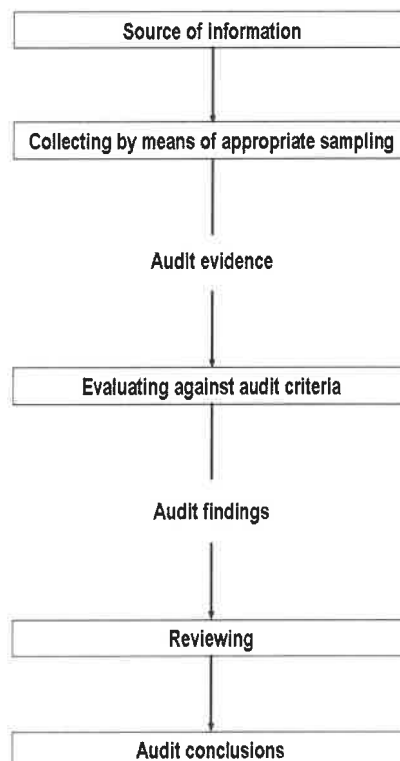 Source of information
Collecting by means of appropriate sampling
Audit evidence
Evaluating against audit criteria
Audit findings
Reviewing
Audit conclusions